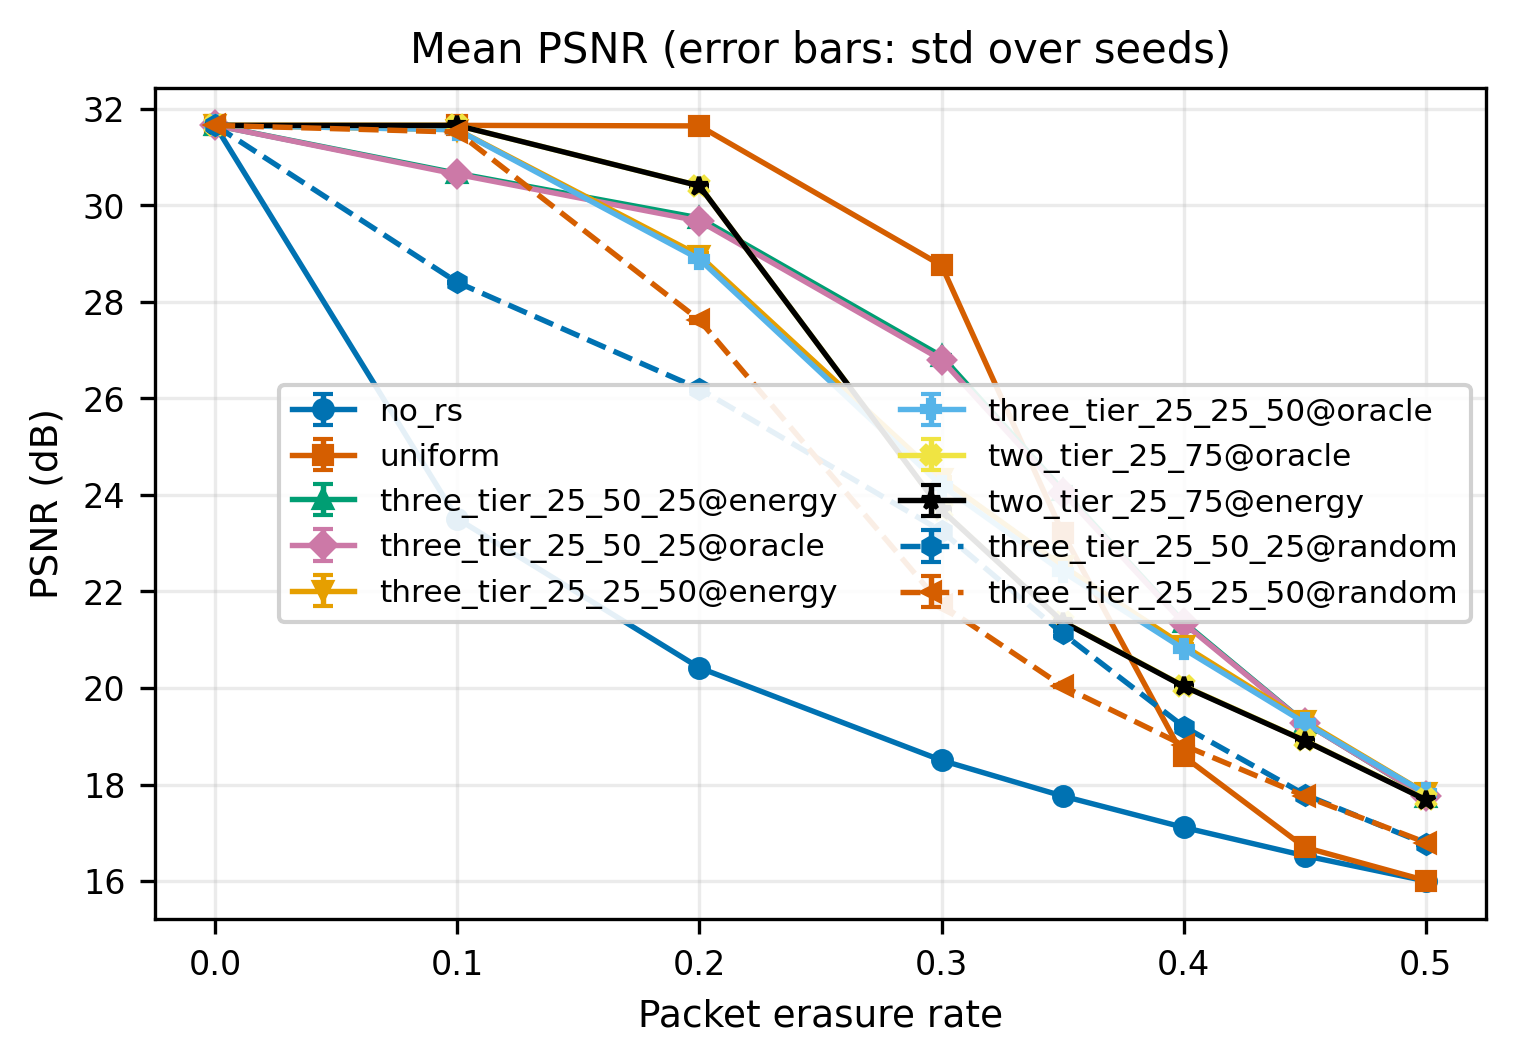 Mean PSNR (error bars: std over seeds)
PSNR (dB)
32
30
28
26
24
22
20
18
16
no_rs
uniform
three_tier_25_50_25@energy
three_tier_25_50_25@oracle
three_tier_25_25_50@energy
three_tier_25_25_50@oracle
two_tier_25_75@oracle
two_tier_25_75@energy
three_tier_25_50_25@random
three_tier_25_25_50@random
0.0 0.1 0.2 0.3 0.4 0.5
Packet erasure rate